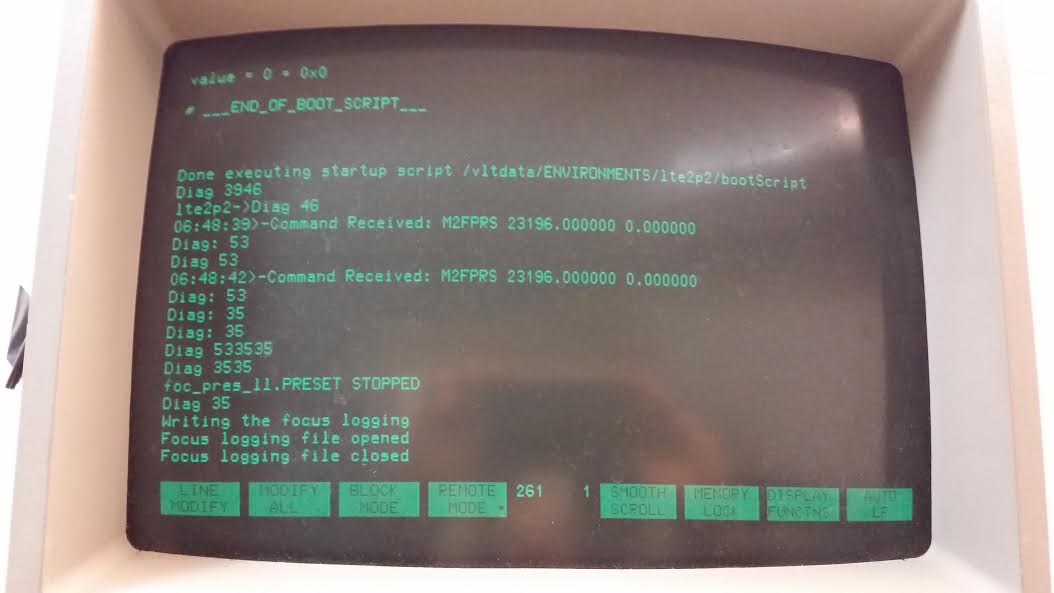 value = 0 = 0x0
# ___END_OF_BOOT_SCRIPT___
Done executing startup script /vltdata/ENVIRONMENTS/lte2p2/bootScript
Diag 3946
lte2p2->Diag 46
06:48:39>-Command Received: M2FPRS 23196.000000 0.000000
Diag: 53
Diag 53
06:48:42>-Command Received: M2FPRS 23196.000000 0.000000
Diag: 53
Diag: 35
Diag: 35
Diag 533535
Diag 3535
foc_pres_ll.PRESET STOPPED
Diag 35
Writing the focus logging
Focus logging file opened
Focus logging file closed
LINE MODIFY ALL BLOCK REMOTE 261 1 SMOOTH MEMORY DISPLAY AUTO
MODIFY MODE MODE * SCROLL LOCK FUNCTNS LF